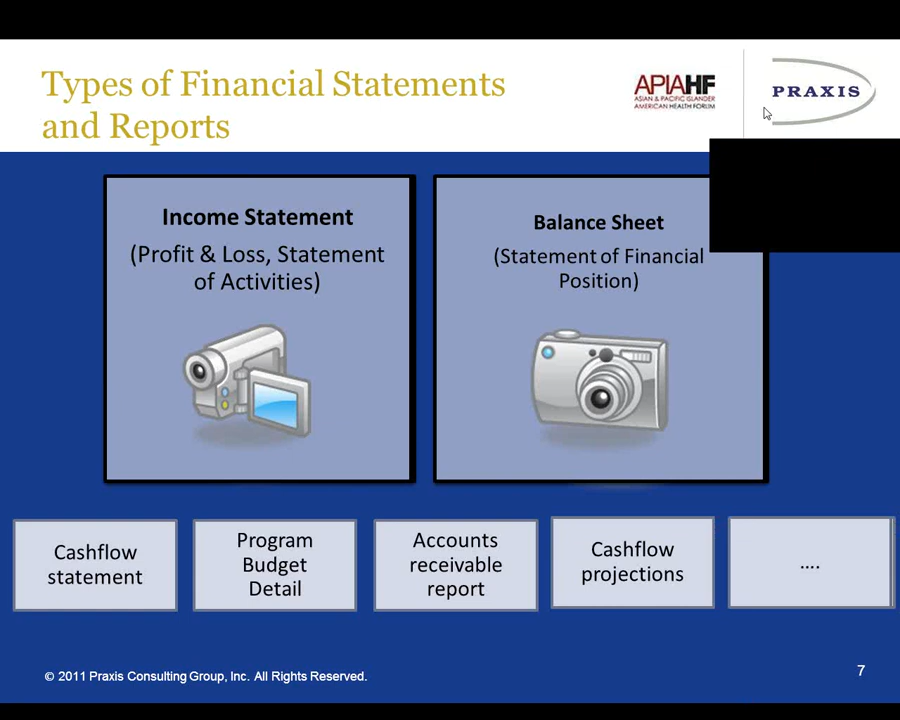 Types of Financial Statements
and Reports
APIAHF
ASIAN & PACIFIC ISLANDER
AMERICAN HEALTH FORUM
PRAXIS
Income Statement
(Profit & Loss, Statement
of Activities)
Balance Sheet
(Statement of Financial
Position)
Cashflow
statement
Program
Budget
Detail
Accounts
receivable
report
Cashflow
projections
....
© 2011 Praxis Consulting Group, Inc. All Rights Reserved.
7